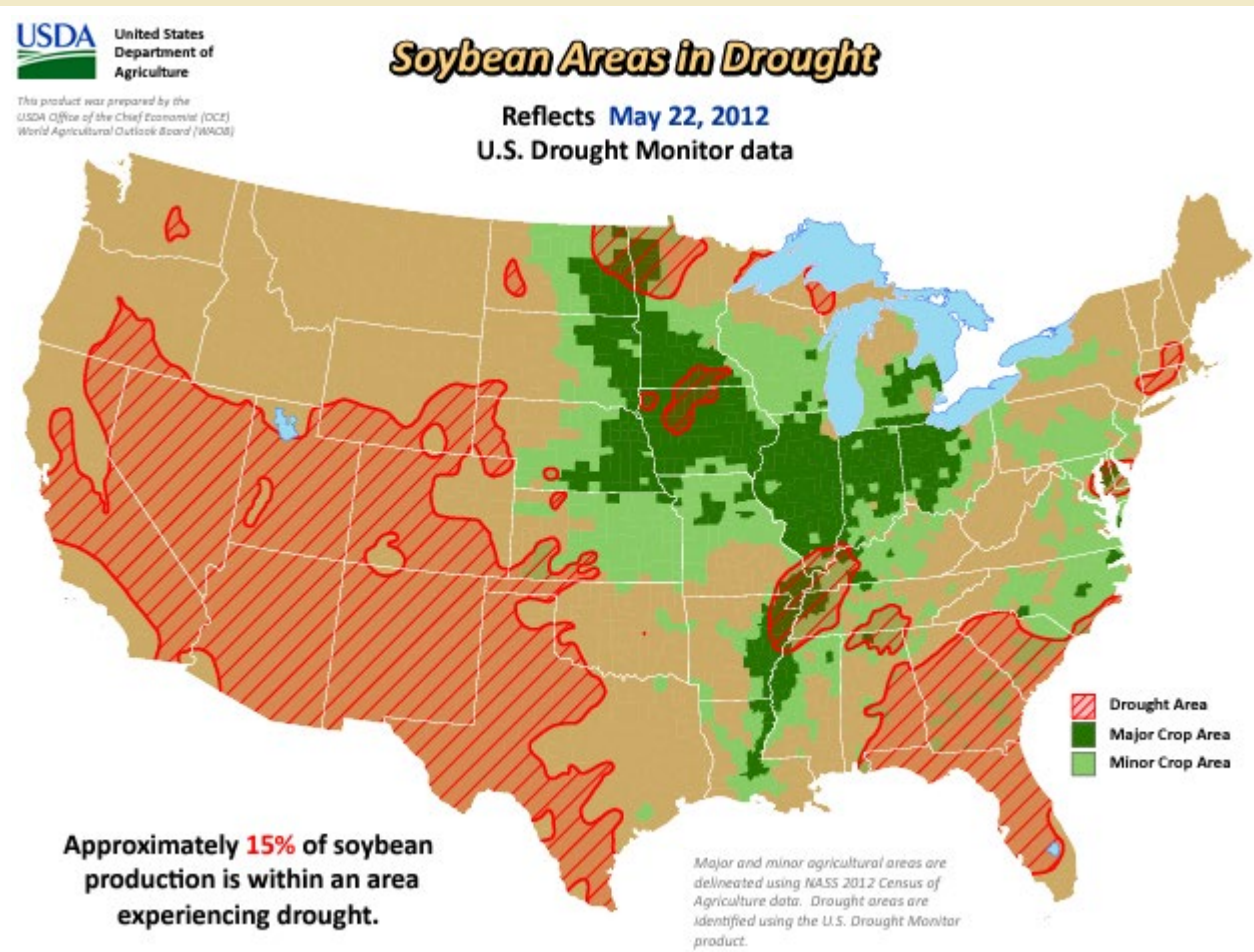 USDA
United States
Department of
Agriculture
This product was prepared by the
USDA Office of the Chief Economist (OCE)
World Agricultural Outlook Board (WAOB)
Soybean Areas in Drought
Reflects May 22, 2012
U.S. Drought Monitor data
Drought Area
Major Crop Area
Minor Crop Area
Approximately 15% of soybean
production is within an area
experiencing drought.
Major and minor agricultural areas are
delineated using NASS 2012 Census of
Agriculture data. Drought areas are
identified using the U.S. Drought Monitor
product.